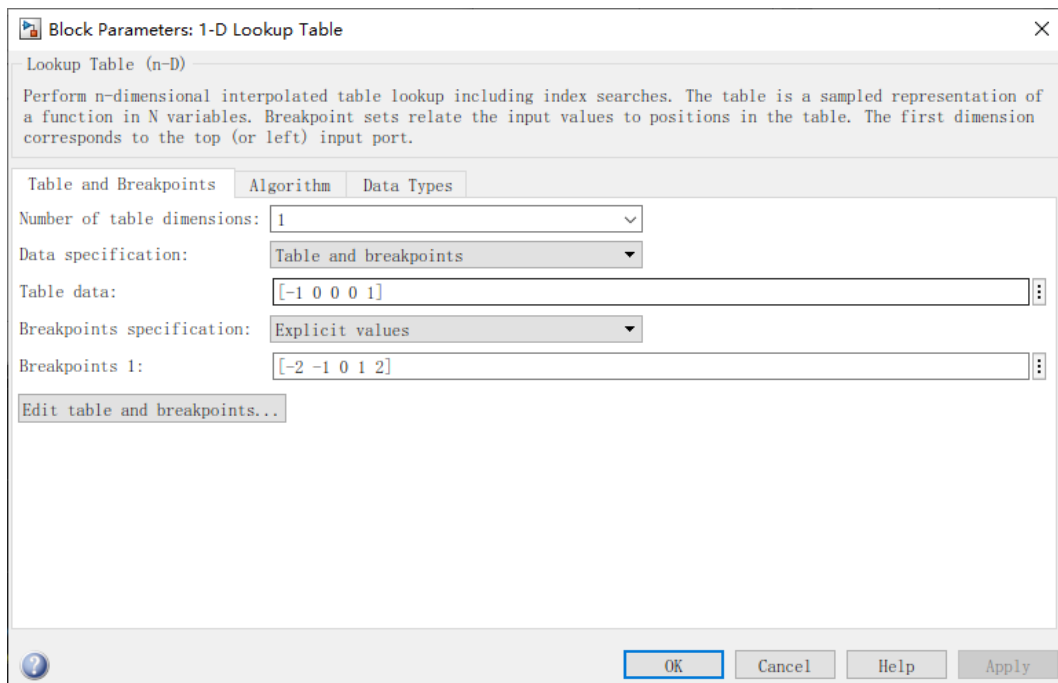 Block Parameters: 1-D Lookup Table
Lookup Table (n-D)
Perform n-dimensional interpolated table lookup including index searches. The table is a sampled representation of
a function in N variables. Breakpoint sets relate the input values to positions in the table. The first dimension
corresponds to the top (or left) input port.
Table and Breakpoints Algorithm Data Types
Number of table dimensions: 1
Data specification: Table and breakpoints
Table data: [-1 0 0 0 1]
Breakpoints specification: Explicit values
Breakpoints 1: [-2 -1 0 1 2]
Edit table and breakpoints...
OK Cancel Help Apply